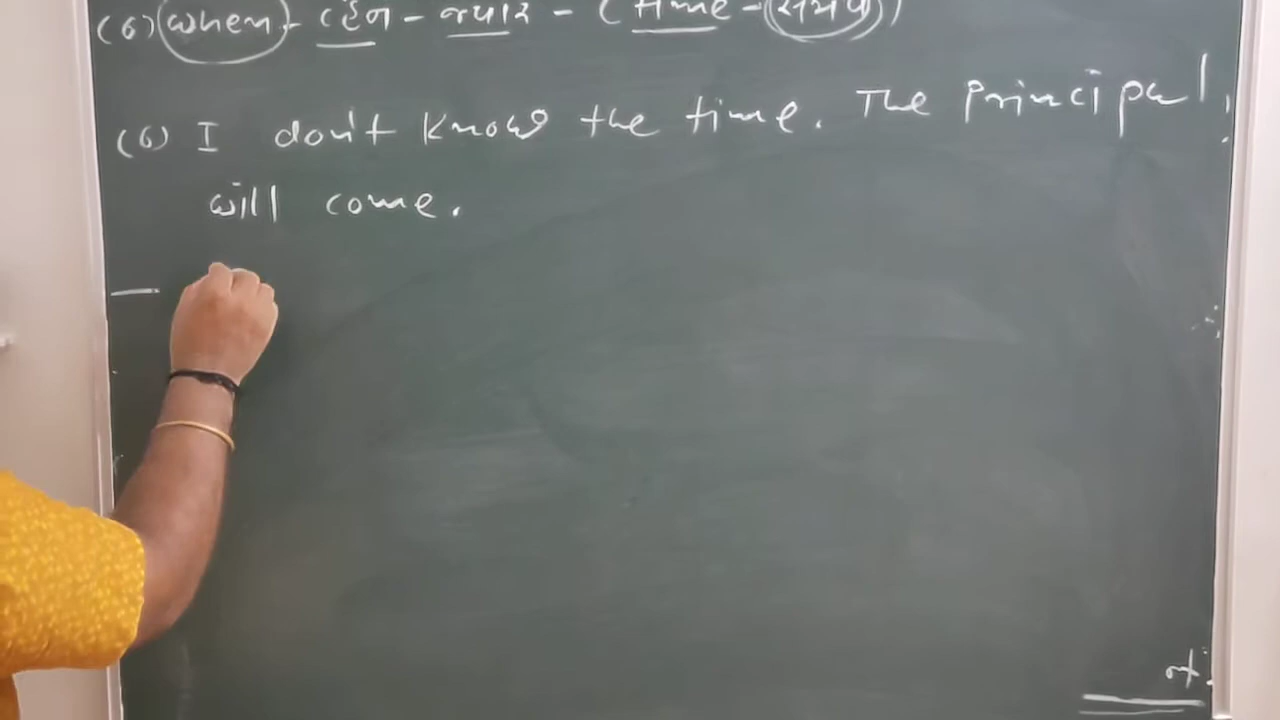 (6) when - વ્હેન - જ્યારે - (time - સમય)
(6) I don't know the time. The principal
will come.